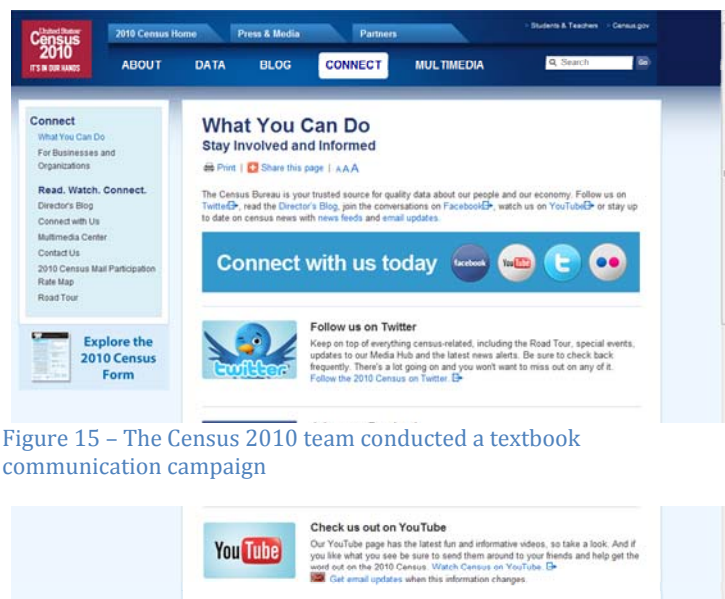 United States
Census
2010
IT'S IN OUR HANDS
2010 Census Home
Press & Media
Partners
Students & Teachers
Census.gov
ABOUT
DATA
BLOG
CONNECT
MULTIMEDIA
Search
Go
Connect
What You Can Do
For Businesses and
Organizations
Read. Watch. Connect.
Director's Blog
Connect with Us
Multimedia Center
Contact Us
2010 Census Mail Participation
Rate Map
Road Tour
Explore the
2010 Census
Form
What You Can Do
Stay Involved and Informed
Print | Share this page | A A A
The Census Bureau is your trusted source for quality data about our people and our economy. Follow us on
Twitter, read the Director's Blog, join the conversations on Facebook, watch us on YouTube or stay up
to date on census news with news feeds and email updates.
Connect with us today
facebook
YouTube
t
twitter
Follow us on Twitter
Keep on top of everything census-related, including the Road Tour, special events,
updates to our Media Hub and the latest news alerts. Be sure to check back
frequently. There's a lot going on and you won't want to miss out on any of it.
Follow the 2010 Census on Twitter.
Figure 15 – The Census 2010 team conducted a textbook
communication campaign
YouTube
Check us out on YouTube
Our YouTube page has the latest fun and informative videos, so take a look. And if
you like what you see be sure to send them around to your friends and help get the
word out on the 2010 Census. Watch Census on YouTube.
Get email updates when this information changes.